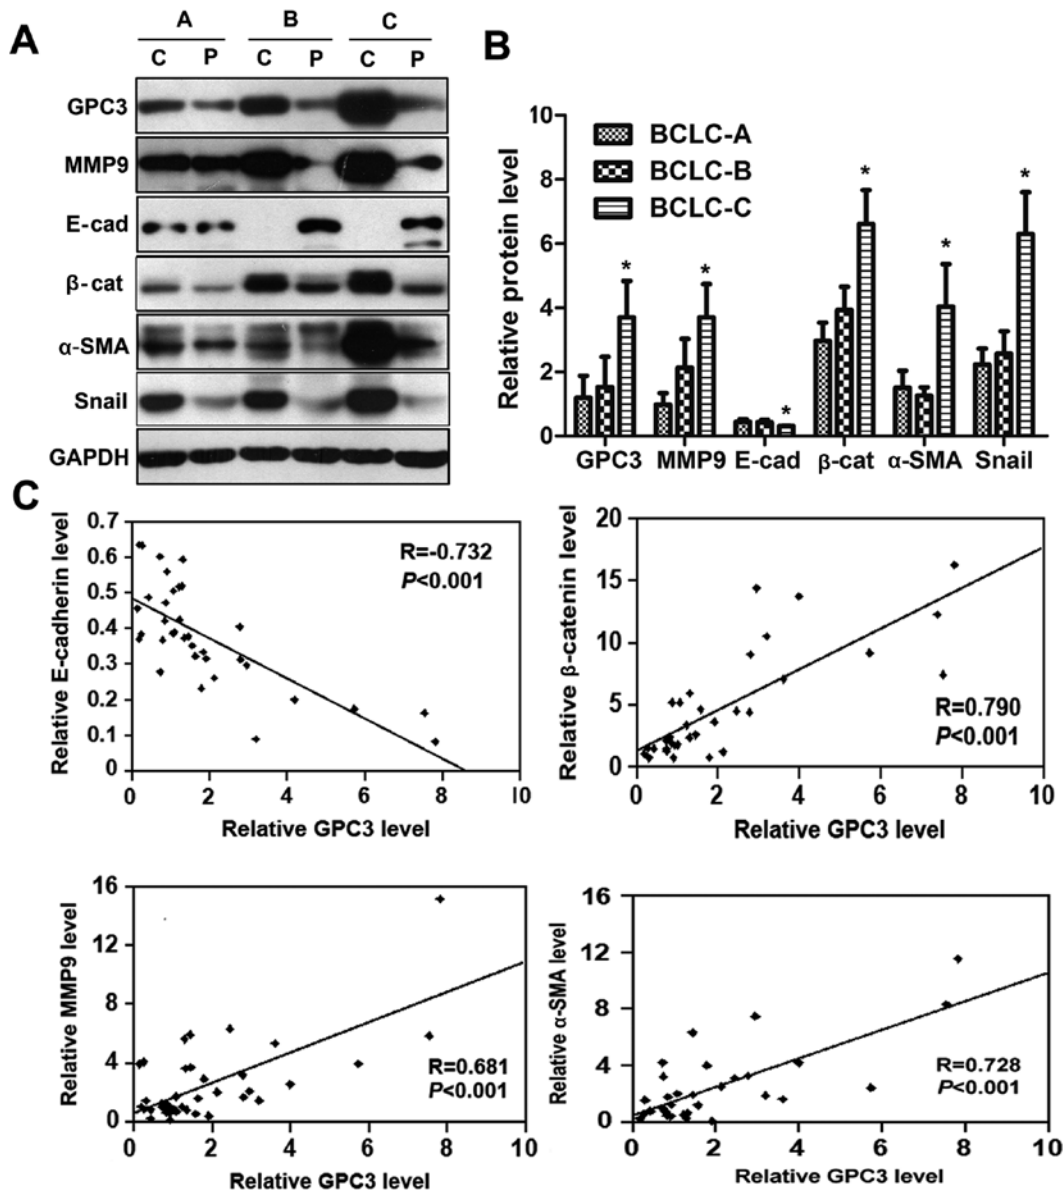 A
A B C
C P C P C P
GPC3
MMP9
E-cad
β-cat
α-SMA
Snail
GAPDH
B
Relative protein level
10
8
6
4
2
0
BCLC-A
BCLC-B
BCLC-C
* * * * * *
GPC3 MMP9 E-cad β-cat α-SMA Snail
C
Relative E-cadherin level
0.7
0.6
0.5
0.4
0.3
0.2
0.1
0
R=-0.732
P<0.001
0 2 4 6 8 10
Relative GPC3 level
Relative β-catenin level
20
15
10
5
0
R=0.790
P<0.001
0 2 4 6 8 10
Relative GPC3 level
Relative MMP9 level
16
12
8
4
0
R=0.681
P<0.001
0 2 4 6 8 10
Relative GPC3 level
Relative α-SMA level
16
12
8
4
0
R=0.728
P<0.001
0 2 4 6 8 10
Relative GPC3 level